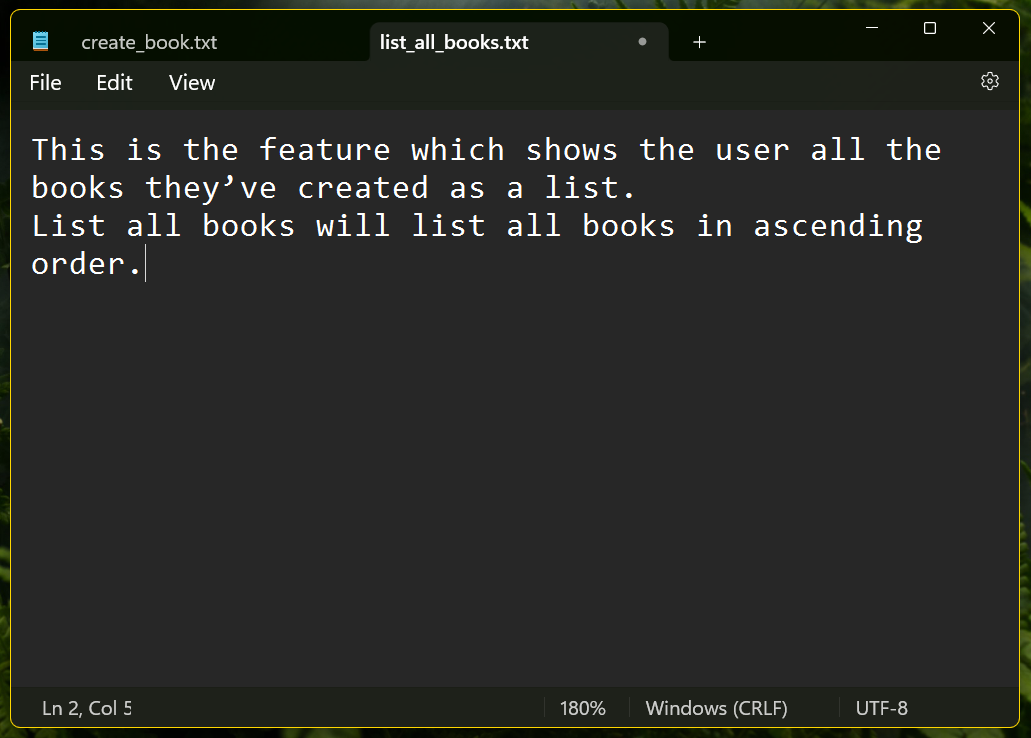 create_book.txt
list_all_books.txt
File Edit View
This is the feature which shows the user all the
books they’ve created as a list.
List all books will list all books in ascending
order.
Ln 2, Col 5
180%
Windows (CRLF)
UTF-8